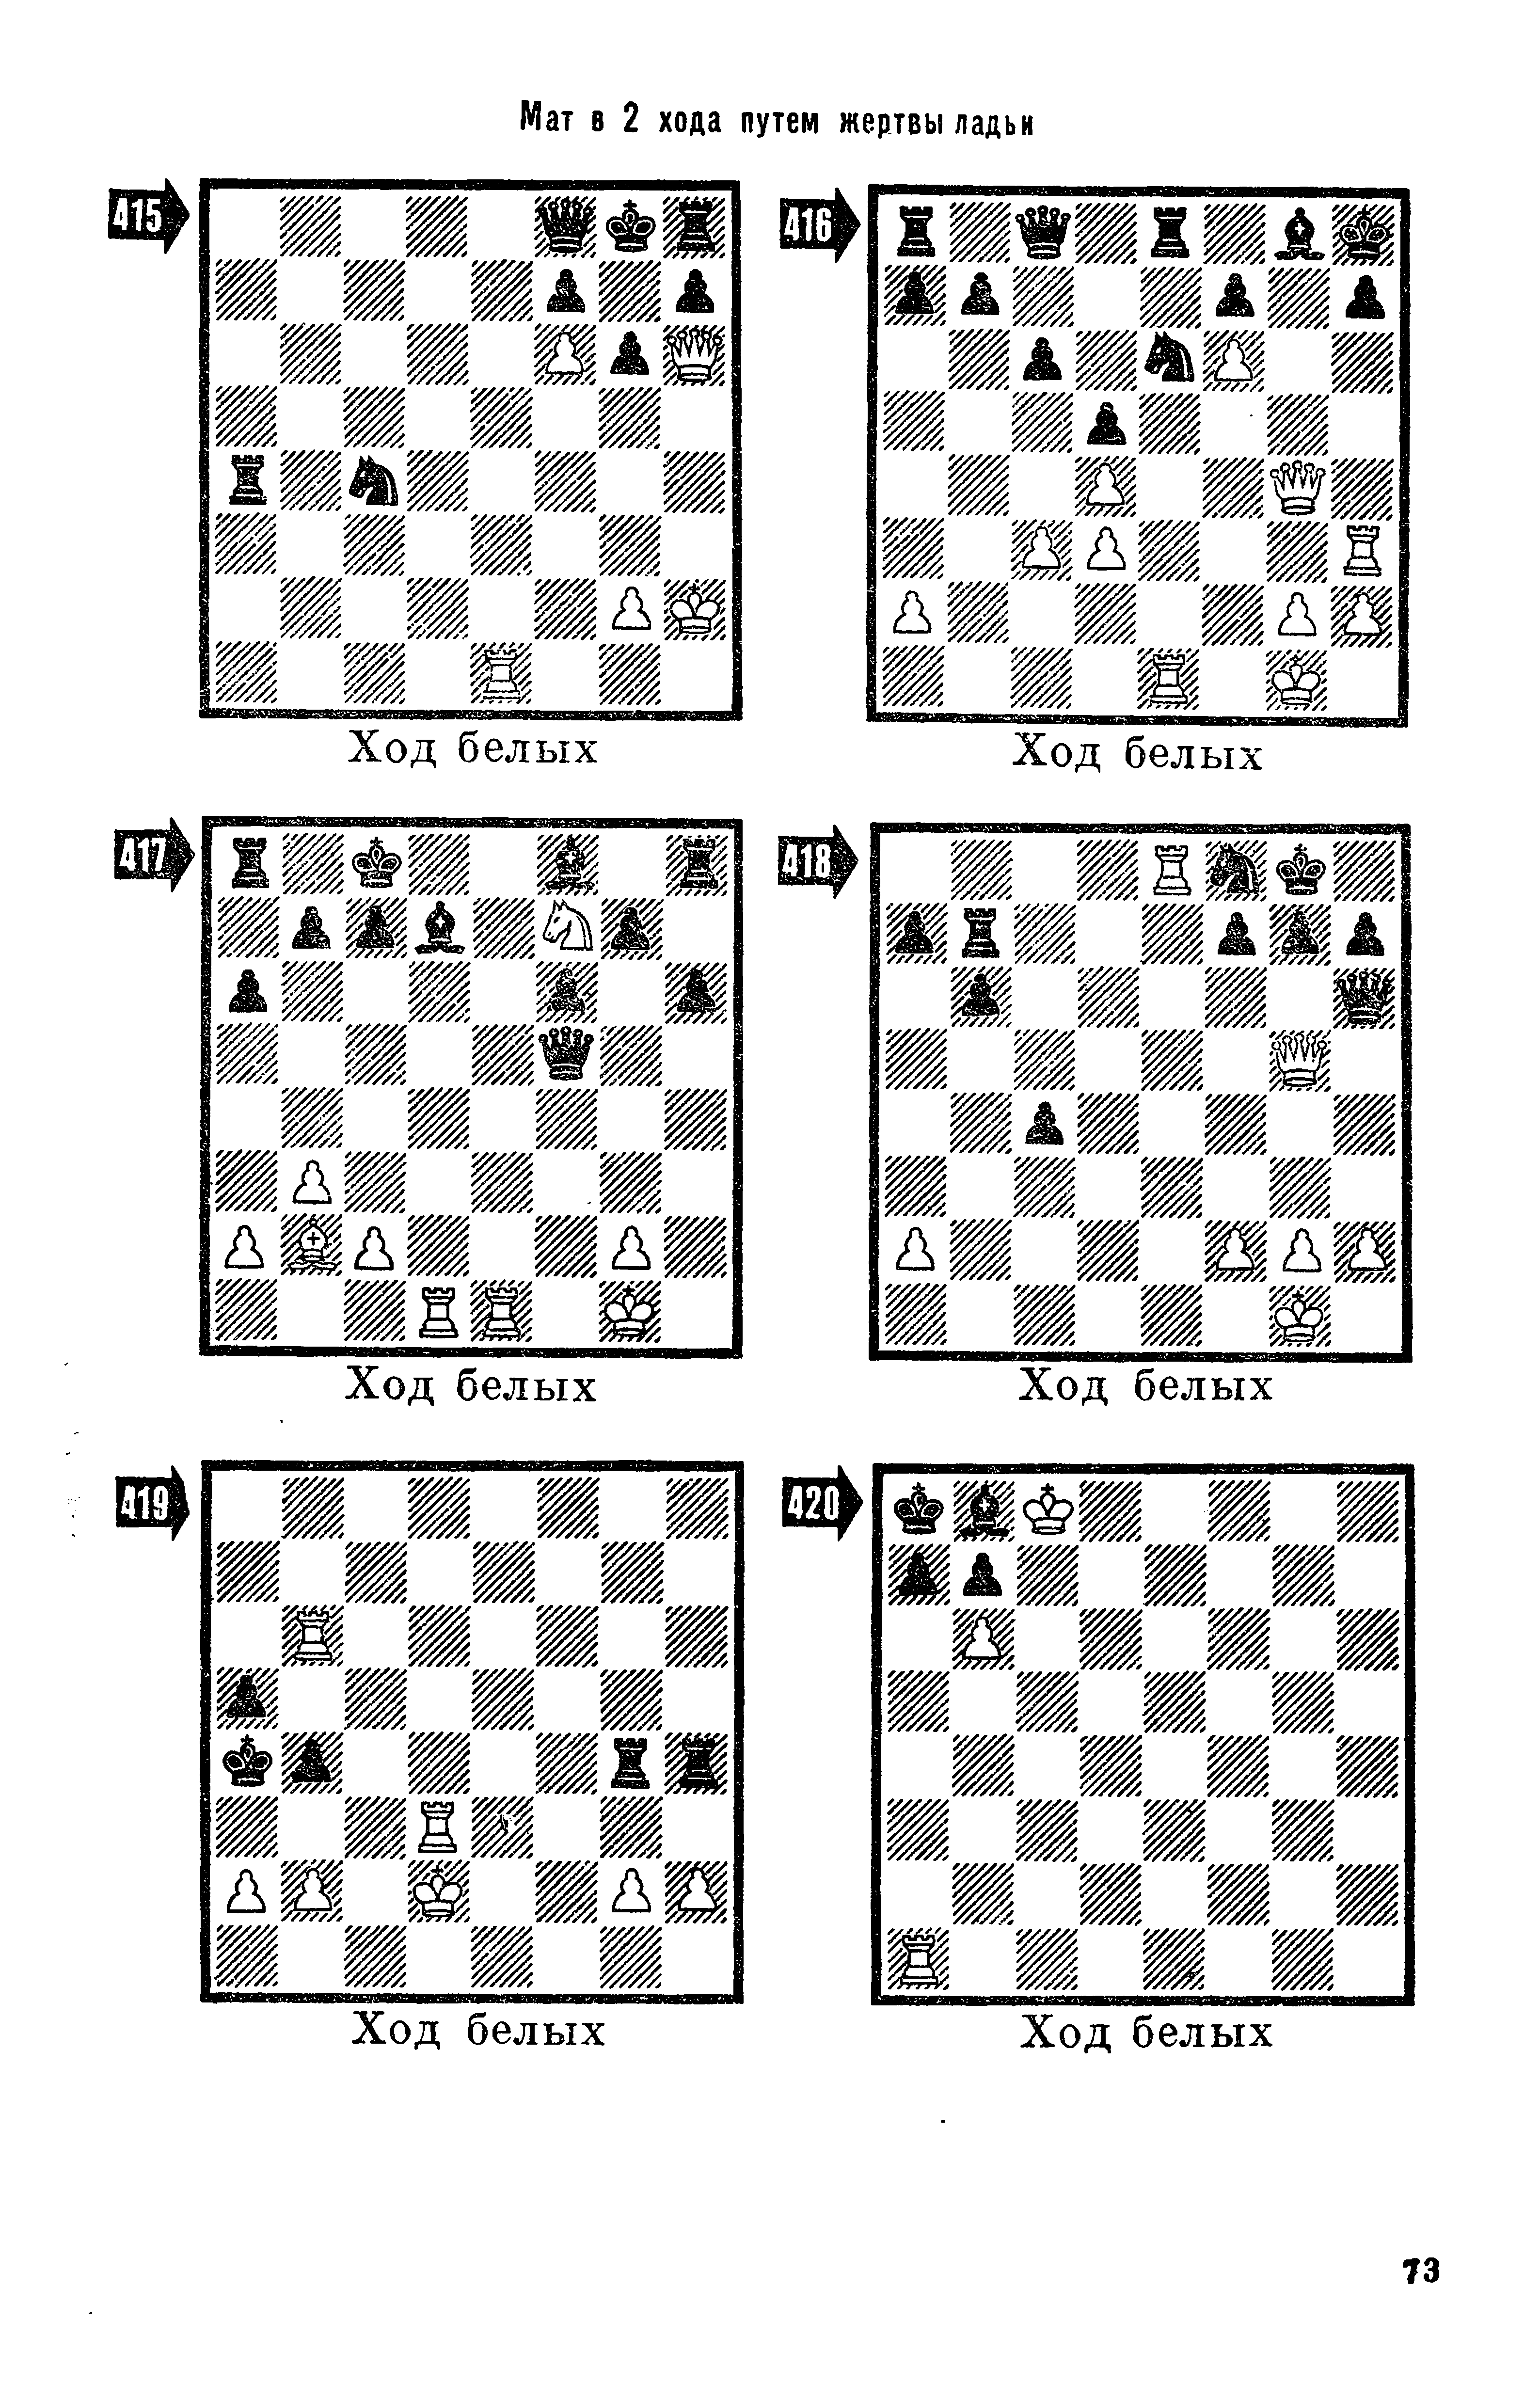 Мат в 2 хода путем жертвы ладьи
415
416
Ход белых
Ход белых
417
418
Ход белых
Ход белых
419
420
Ход белых
Ход белых
73